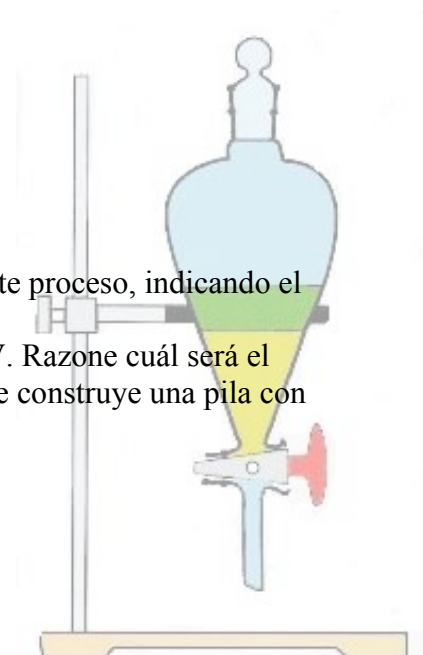 te proceso, indicando el
. Razone cuál será el
e construye una pila con